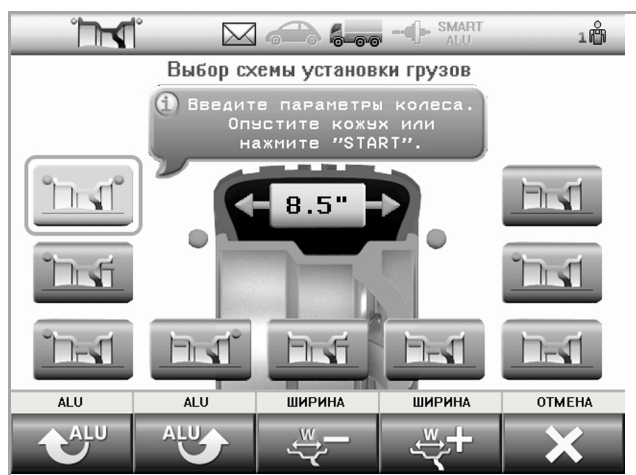 SMART
ALU
1
Выбор схемы установки грузов
Введите параметры колеса.
Опустите кожух или
нажмите "START".
8.5"
ALU
ALU
ШИРИНА
ШИРИНА
ОТМЕНА
ALU
ALU
W
W